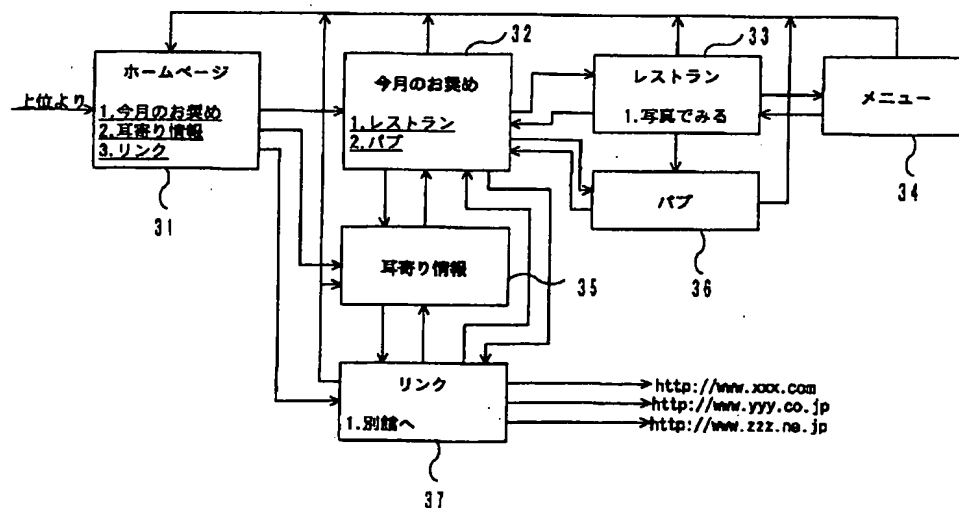 32
33
ホームページ
1.今月のお奨め
2.耳寄り情報
3.リンク
上位より
31
今月のお奨め
1.レストラン
2.パブ
レストラン
1.写真でみる
メニュー
34
パブ
36
耳寄り情報
35
リンク
1.別館へ
37
http://www.xxx.com
http://www.yyy.co.jp
http://www.zzz.ne.jp